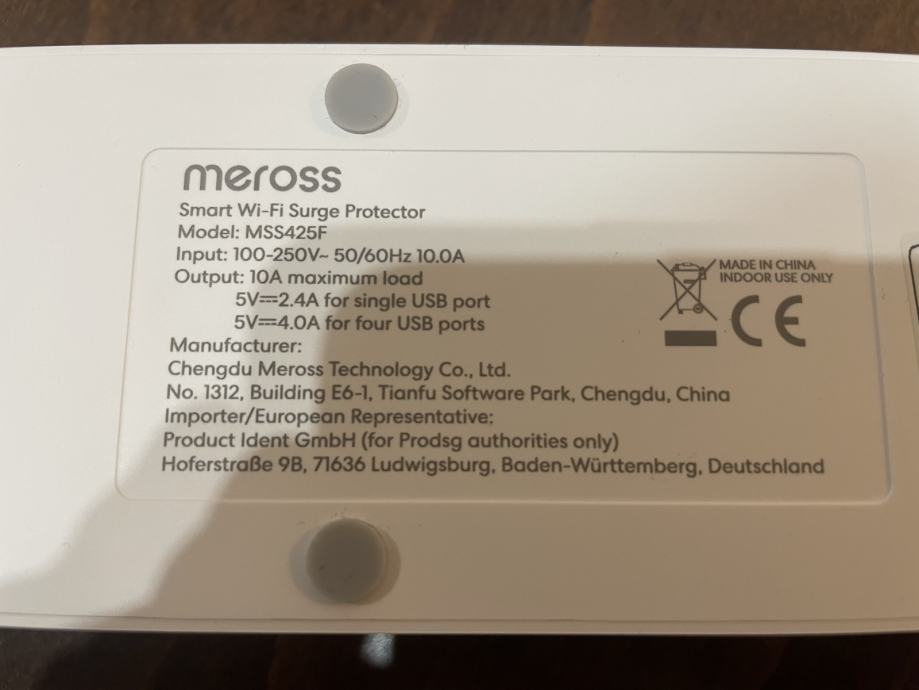 meross
Smart Wi-Fi Surge Protector
Model: MSS425F
Input: 100-250V~ 50/60Hz 10.0A
Output: 10A maximum load
5V⎓2.4A for single USB port
5V⎓4.0A for four USB ports
MADE IN CHINA
INDOOR USE ONLY
CE
Manufacturer:
Chengdu Meross Technology Co., Ltd.
No. 1312, Building E6-1, Tianfu Software Park, Chengdu, China
Importer/European Representative:
Product Ident GmbH (for Prodsg authorities only)
Hoferstraße 9B, 71636 Ludwigsburg, Baden-Württemberg, Deutschland